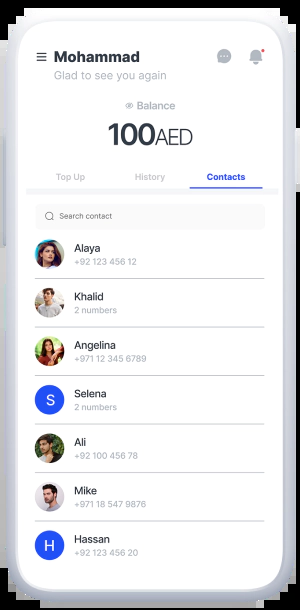 Mohammad
Glad to see you again
Balance
100AED
Top Up History Contacts
Search contact
Alaya
+92 123 456 12
Khalid
2 numbers
Angelina
+971 12 345 6789
S
Selena
2 numbers
Ali
+92 100 456 78
Mike
+971 18 547 9876
H
Hassan
+92 123 456 20